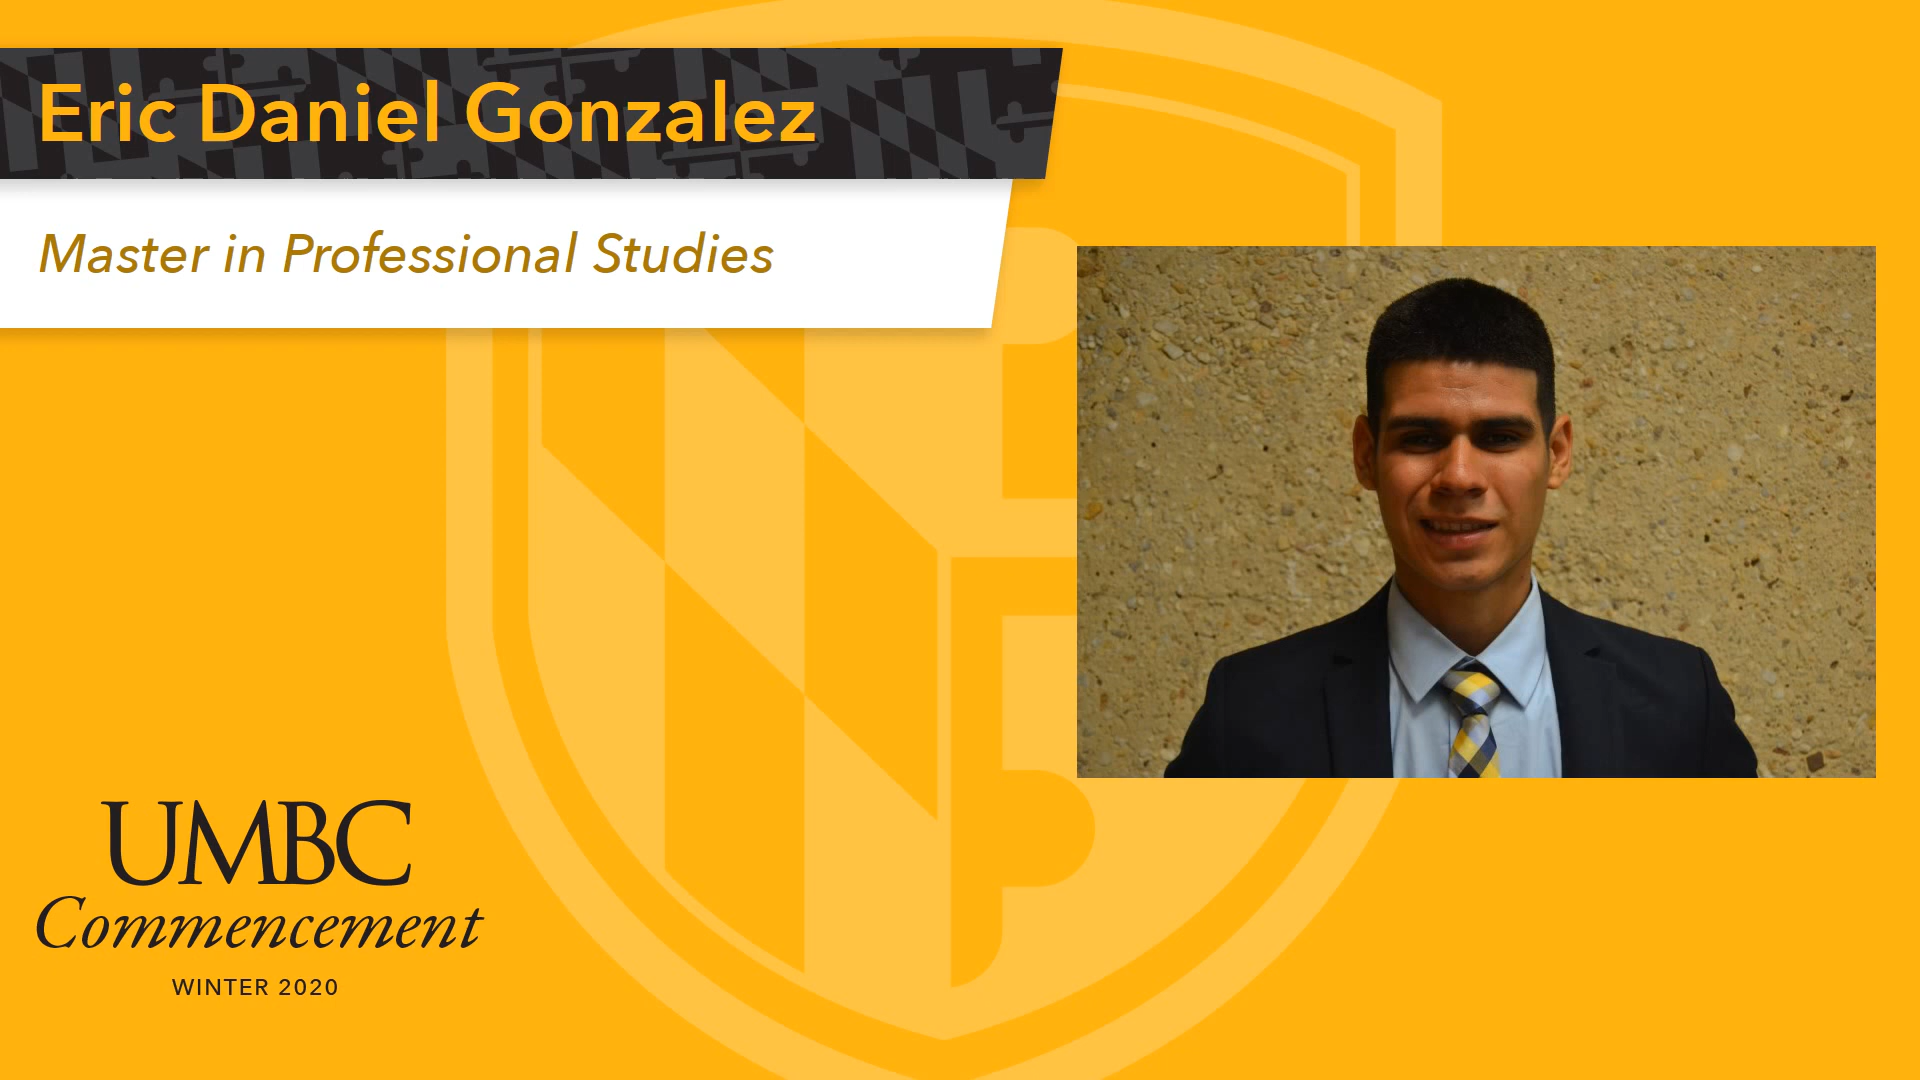 Eric Daniel Gonzalez
Master in Professional Studies
UMBC
Commencement
WINTER 2020